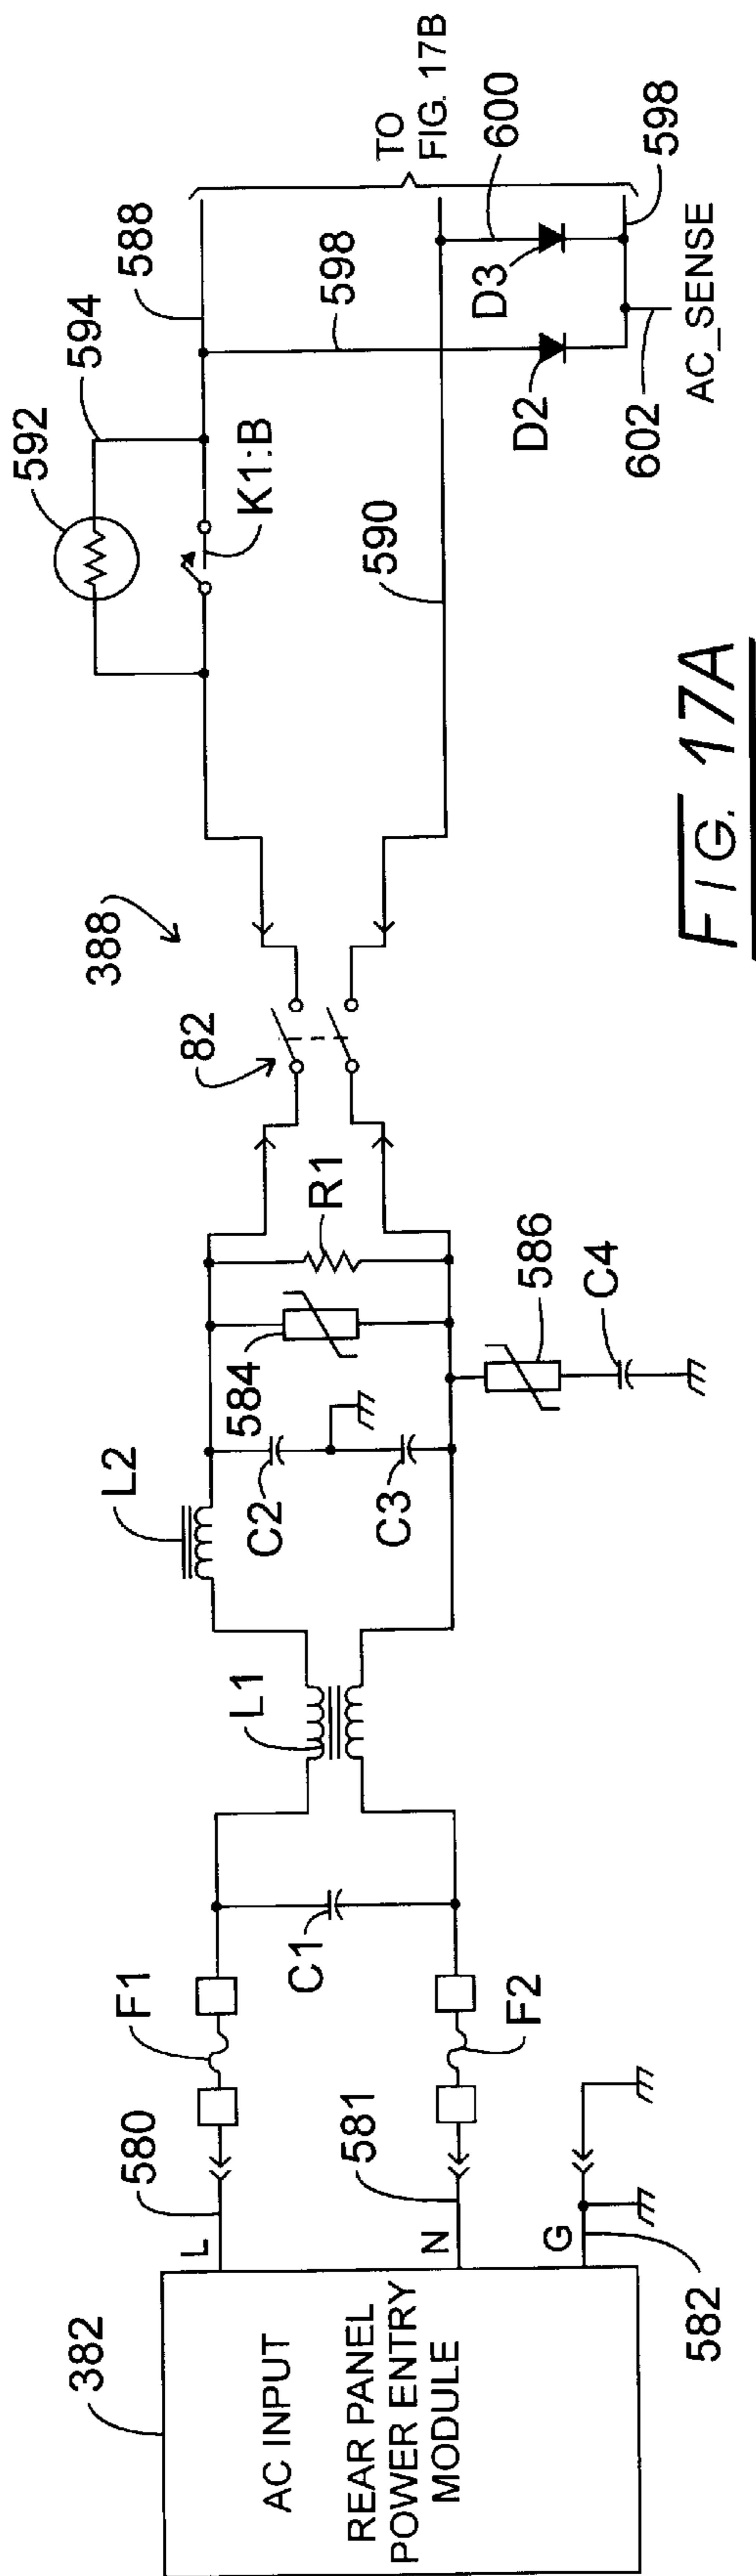 382
AC INPUT
REAR PANEL
POWER ENTRY
MODULE
L
580
N
581
G
582
F1
F2
C1
L1
L2
C2
C3
584
R1
586
C4
82
388
592
594
K1:B
588
590
598
D2
D3
600
598
602
AC_SENSE
TO
FIG. 17B
FIG. 17A